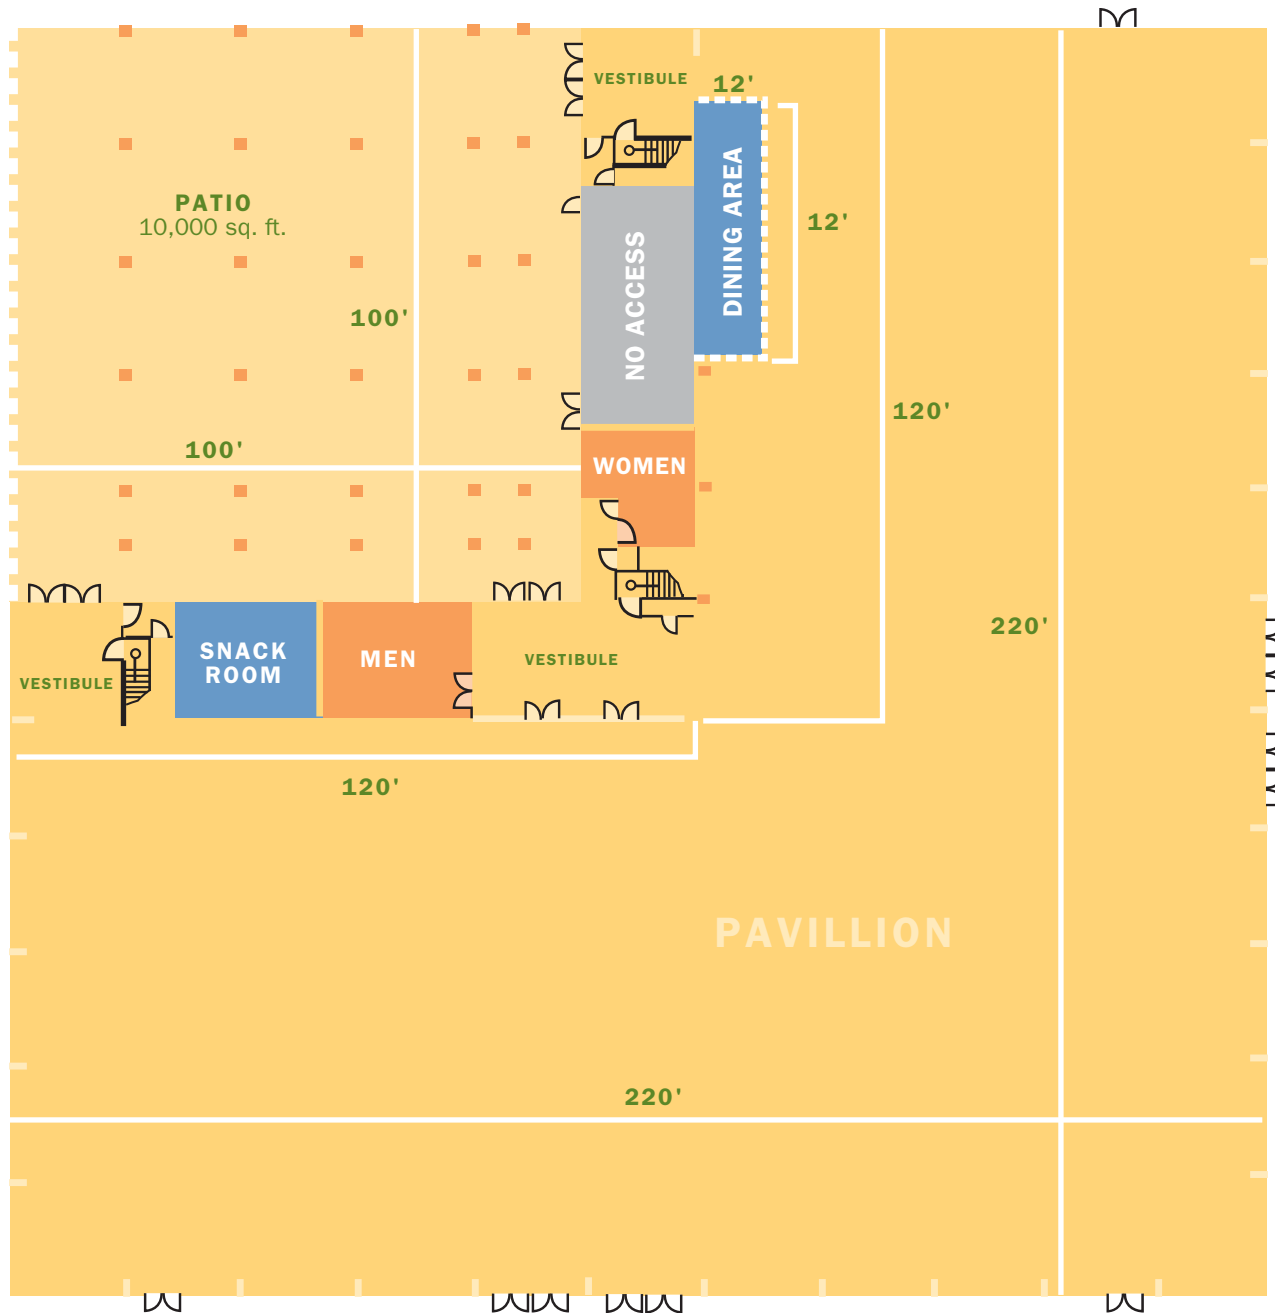 VESTIBULE
12'
PATIO
10,000 sq. ft.
DINING AREA
12'
NO ACCESS
100'
120'
100'
WOMEN
220'
SNACK
ROOM
MEN
VESTIBULE
VESTIBULE
120'
PAVILLION
220'